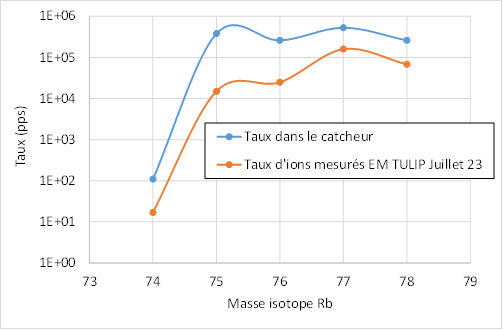 1E+06
1E+05
1E+04
1E+03
1E+02
1E+01
1E+00
Taux (pps)
Taux dans le catcheur
Taux d'ions mesurés EM TULIP Juillet 23
73 74 75 76 77 78 79
Masse isotope Rb